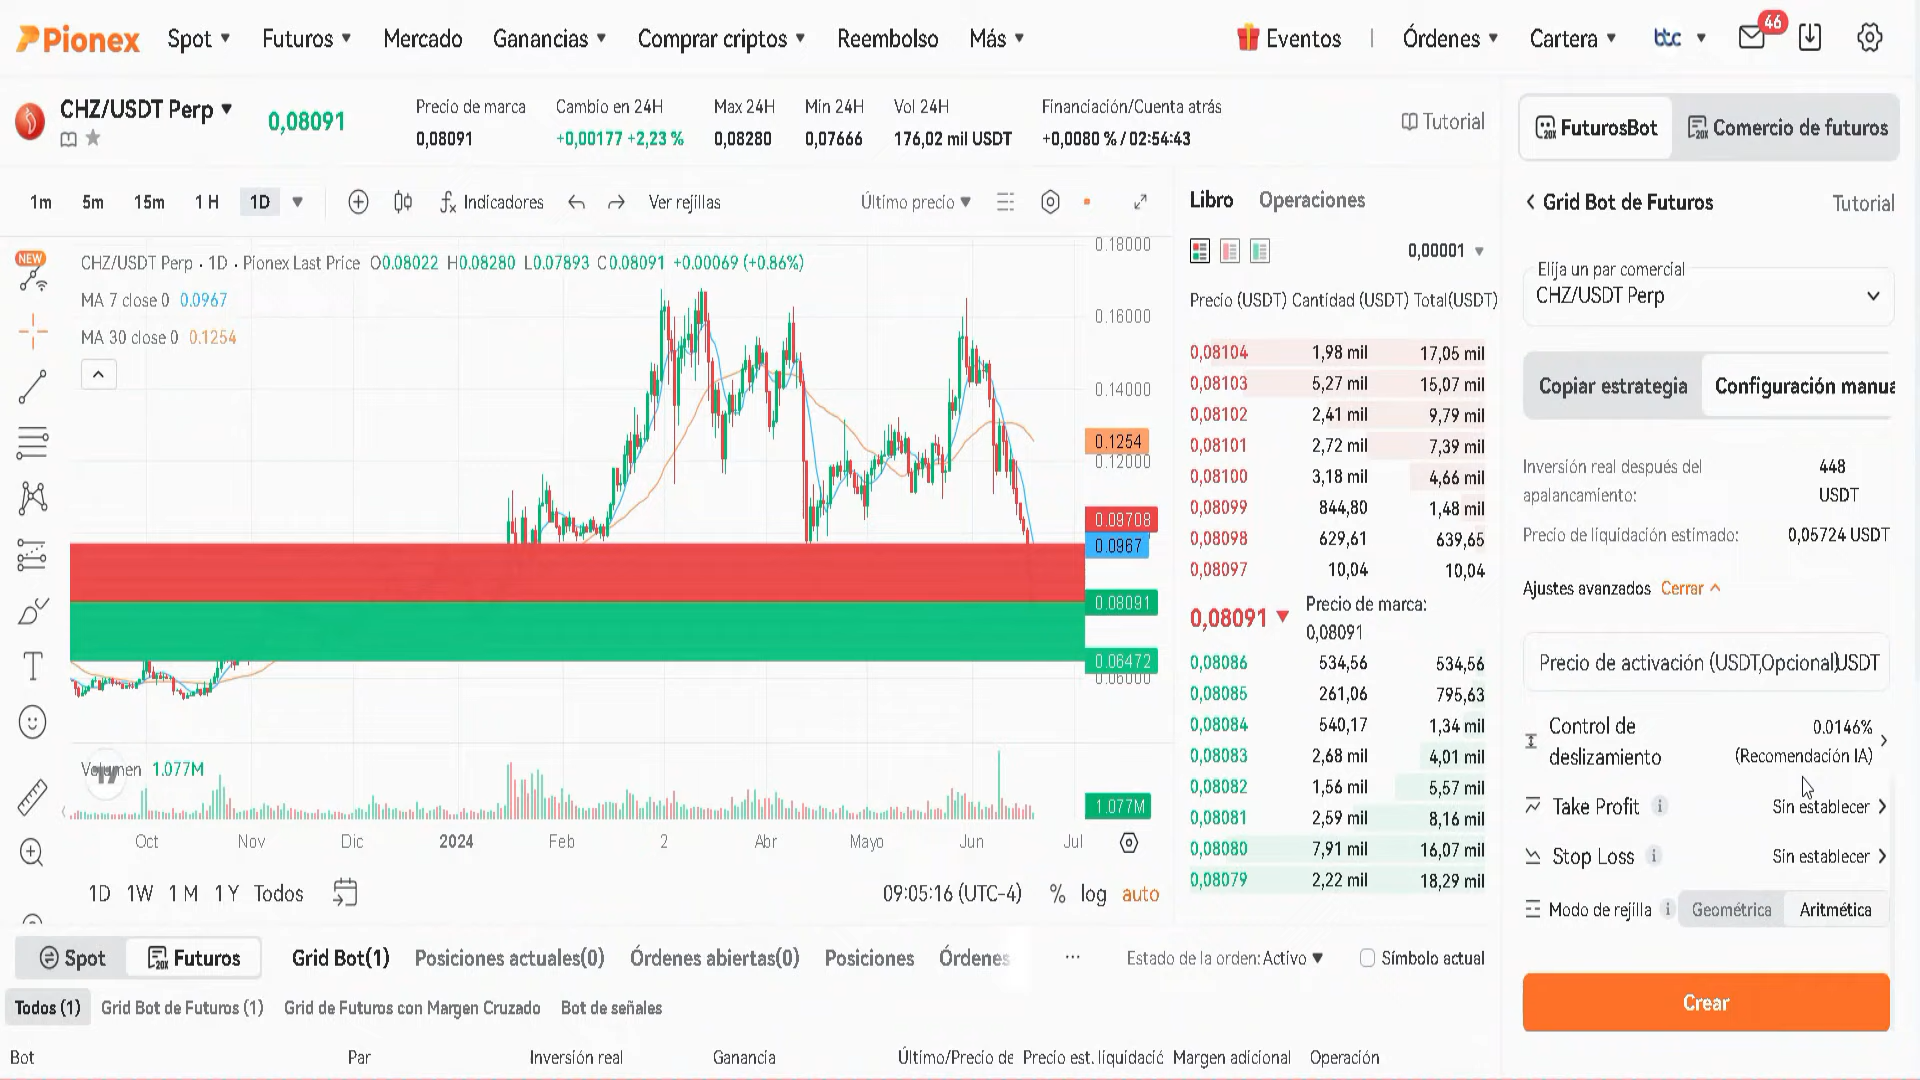 Pionex
Spot Futuros Mercado Ganancias Comprar criptos Reembolso Más Eventos Órdenes Cartera btc 46
CHZ/USDT Perp
0,08091
Precio de marca Cambio en 24H Max 24H Min 24H Vol 24H Financiación/Cuenta atrás
0,08091 +0,00177 +2,23 % 0,08280 0,07666 176,02 mil USDT +0,0080 % / 02:54:43
Tutorial
FuturosBot
20X
Comercio de futuros
20X
1m 5m 15m 1 H 1D Indicadores Ver rejillas Último precio
CHZ/USDT Perp · 1D · Pionex Last Price O0.08022 H0.08280 L0.07893 C0.08091 +0.00069 (+0.86%)
MA 7 close 0 0.0967
MA 30 close 0 0.1254
NEW
0.18000
0.16000
0.14000
0.1254
0.12000
0.09708
0.0967
0.08091
0.06472
0.06000
Volumen 1.077M
1.077M
Oct Nov Dic 2024 Feb 2 Abr Mayo Jun Jul
1D 1W 1 M 1 Y Todos
09:05:16 (UTC-4) % log auto
Libro Operaciones
0,00001
Precio (USDT) Cantidad (USDT) Total(USDT)
0,08104 1,98 mil 17,05 mil
0,08103 5,27 mil 15,07 mil
0,08102 2,41 mil 9,79 mil
0,08101 2,72 mil 7,39 mil
0,08100 3,18 mil 4,66 mil
0,08099 844,80 1,48 mil
0,08098 629,61 639,65
0,08097 10,04 10,04
0,08091 Precio de marca:
0,08091
0,08086 534,56 534,56
0,08085 261,06 795,63
0,08084 540,17 1,34 mil
0,08083 2,68 mil 4,01 mil
0,08082 1,56 mil 5,57 mil
0,08081 2,59 mil 8,16 mil
0,08080 7,91 mil 16,07 mil
0,08079 2,22 mil 18,29 mil
Grid Bot de Futuros Tutorial
Elija un par comercial
CHZ/USDT Perp
Copiar estrategia Configuración manua
Inversión real después del 448
apalancamiento: USDT
Precio de liquidación estimado: 0,05724 USDT
Ajustes avanzados Cerrar
Precio de activación (USDT,Opcional)USDT
Control de 0.0146%
deslizamiento (Recomendación IA)
Take Profit Sin establecer
Stop Loss Sin establecer
Modo de rejilla Geométrica Aritmética
Crear
Spot Futuros Grid Bot(1) Posiciones actuales(0) Órdenes abiertas(0) Posiciones Órdenes ... Estado de la orden:Activo Símbolo actual
20X
Todos (1) Grid Bot de Futuros (1) Grid de Futuros con Margen Cruzado Bot de señales
Bot Par Inversión real Ganancia Último/Precio de Precio est. liquidació Margen adicional Operación